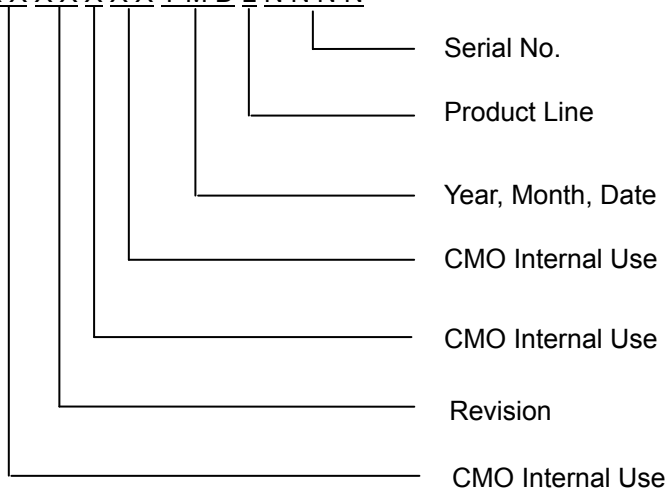 Serial No.
Product Line
Year, Month, Date
CMO Internal Use
CMO Internal Use
Revision
CMO Internal Use